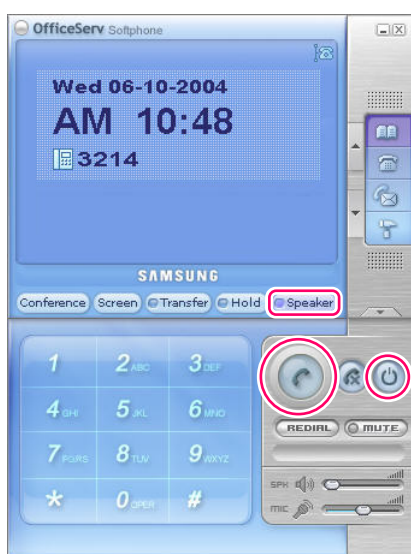 OfficeServ Softphone
Wed 06-10-2004
AM 10:48
3214
SAMSUNG
Conference Screen Transfer Hold Speaker
1 2 ABC 3 DEF
4 GHI 5 JKL 6 MNO
7 PQRS 8 TUV 9 WXYZ
* 0 OPER #
REDIAL MUTE
SPK
MIC